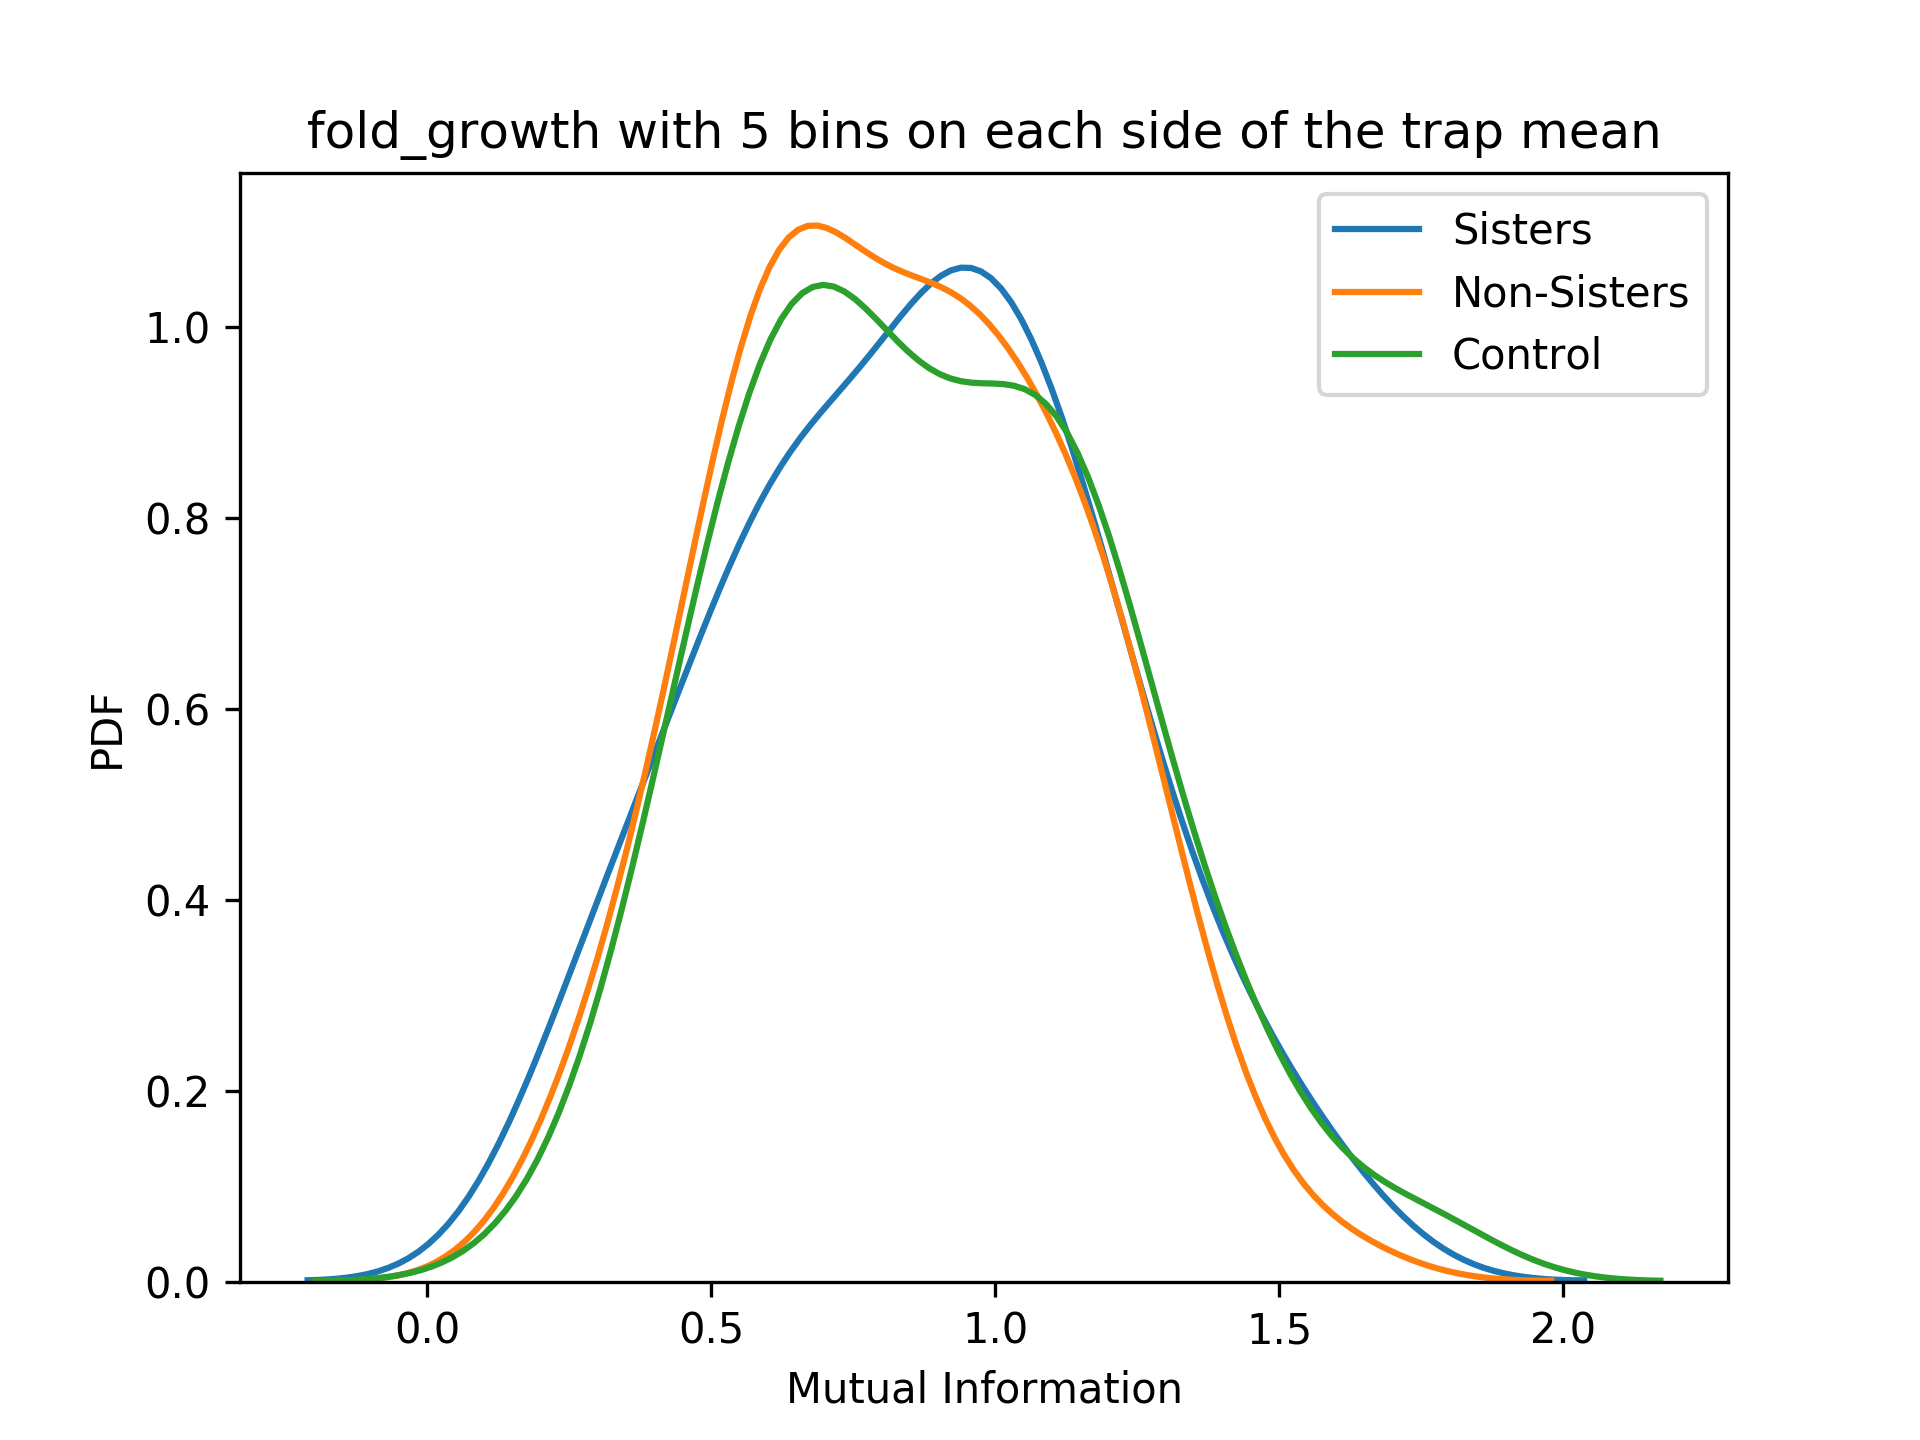 fold_growth with 5 bins on each side of the trap mean
Sisters
Non-Sisters
Control
PDF
1.0
0.8
0.6
0.4
0.2
0.0
0.0 0.5 1.0 1.5 2.0
Mutual Information